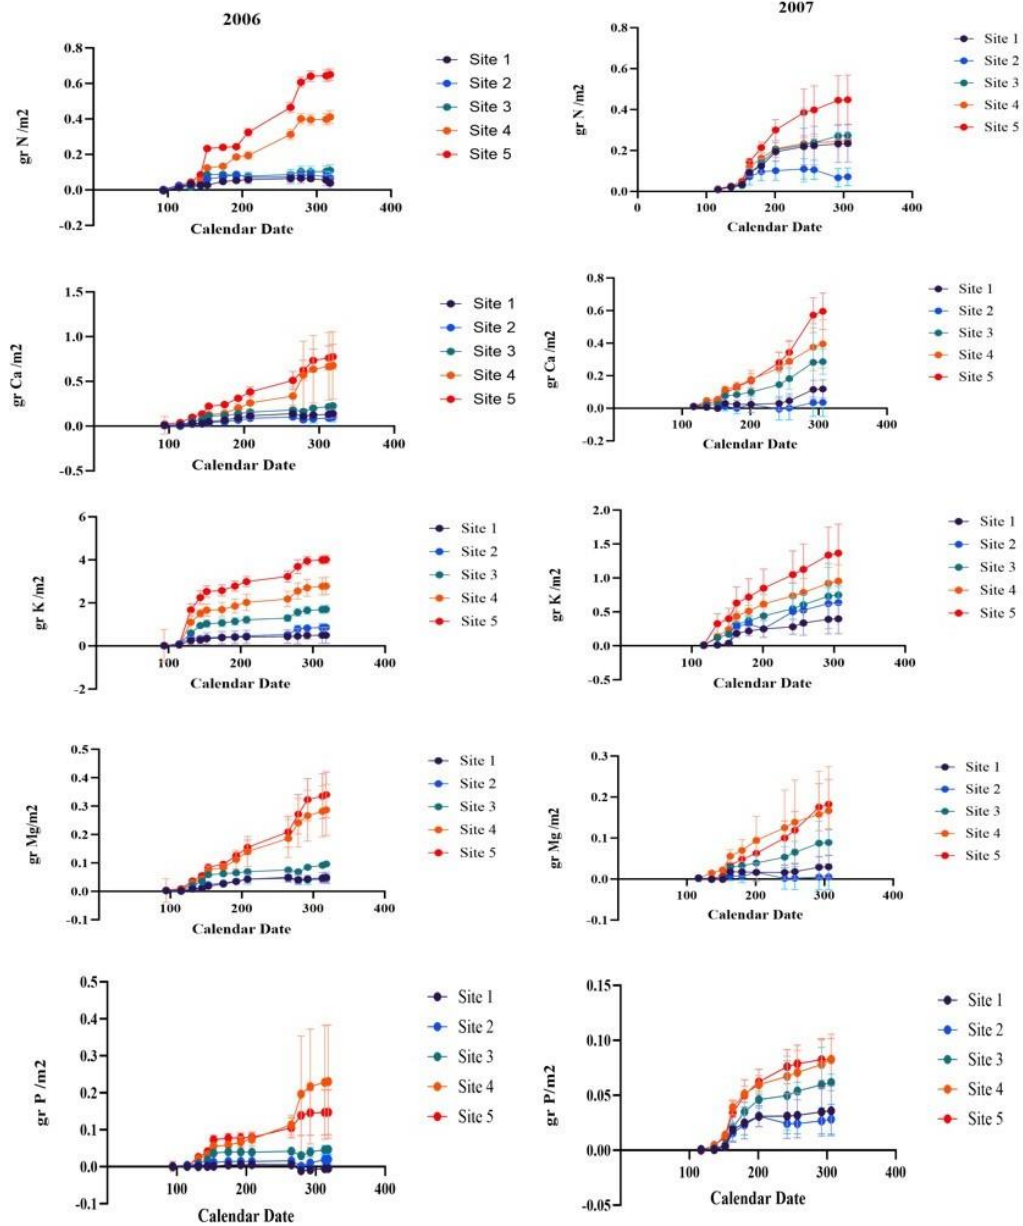 2006
2007
gr N /m2
0.8
0.6
0.4
0.2
0.0
-0.2
100
200
300
400
Calendar Date
Site 1
Site 2
Site 3
Site 4
Site 5
gr N /m2
0.8
0.6
0.4
0.2
0.0
0
100
200
300
400
Calendar Date
Site 1
Site 2
Site 3
Site 4
Site 5
gr Ca /m2
1.5
1.0
0.5
0.0
-0.5
100
200
300
400
Calendar Date
Site 1
Site 2
Site 3
Site 4
Site 5
gr Ca /m2
0.8
0.6
0.4
0.2
0.0
-0.2
100
200
300
400
Calendar Date
Site 1
Site 2
Site 3
Site 4
Site 5
gr K /m2
6
4
2
0
-2
100
200
300
400
Calendar Date
Site 1
Site 2
Site 3
Site 4
Site 5
gr K /m2
2.0
1.5
1.0
0.5
0.0
-0.5
100
200
300
400
Calendar Date
Site 1
Site 2
Site 3
Site 4
Site 5
gr Mg/m2
0.5
0.4
0.3
0.2
0.1
0.0
-0.1
100
200
300
400
Calendar Date
Site 1
Site 2
Site 3
Site 4
Site 5
gr Mg/m2
0.3
0.2
0.1
0.0
-0.1
100
200
300
400
Calendar Date
Site 1
Site 2
Site 3
Site 4
Site 5
gr P /m2
0.5
0.4
0.3
0.2
0.1
0.0
-0.1
100
200
300
400
Calendar Date
Site 1
Site 2
Site 3
Site 4
Site 5
gr P/m2
0.15
0.10
0.05
0.00
-0.05
100
200
300
400
Calendar Date
Site 1
Site 2
Site 3
Site 4
Site 5